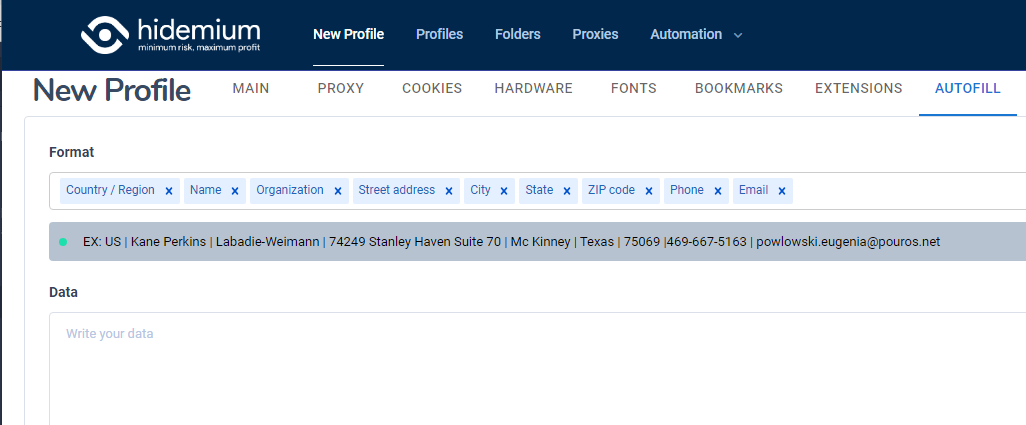 hidemium
minimum risk. maximum profit
New Profile Profiles Folders Proxies Automation
New Profile MAIN PROXY COOKIES HARDWARE FONTS BOOKMARKS EXTENSIONS AUTOFILL
Format
Country / Region x Name x Organization x Street address x City x State x ZIP code x Phone x Email x
EX: US | Kane Perkins | Labadie-Weimann | 74249 Stanley Haven Suite 70 | Mc Kinney | Texas | 75069 |469-667-5163 | powlowski.eugenia@pouros.net
Data
Write your data